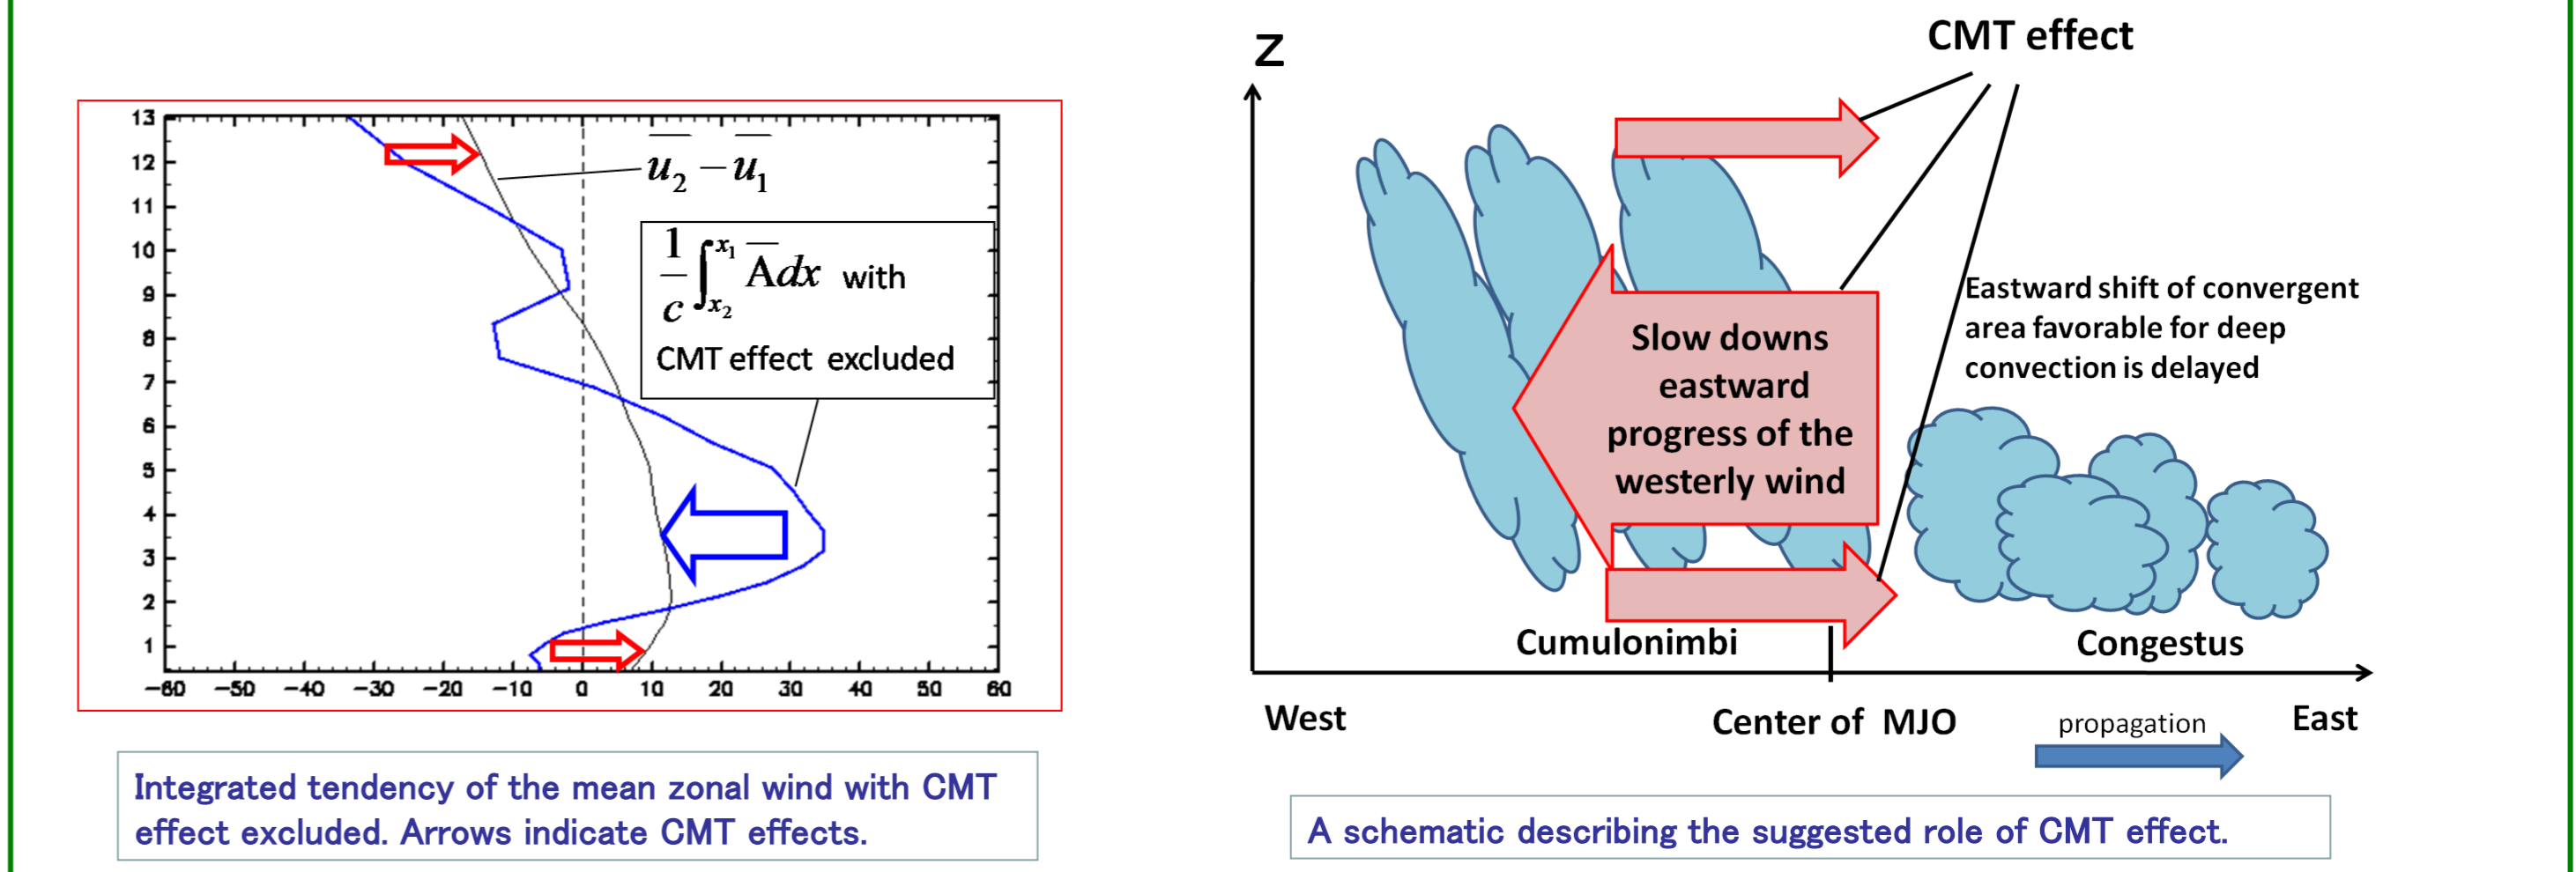 13
12
11
10
9
8
7
6
5
4
3
2
1
-60 -50 -40 -30 -20 -10 0 10 20 30 40 50 60
u₂ − u₁
1/c ∫ x₁ x₂ A dx with
CMT effect excluded
Integrated tendency of the mean zonal wind with CMT
effect excluded. Arrows indicate CMT effects.
Z
CMT effect
Slow downs
eastward
progress of the
westerly wind
Eastward shift of convergent
area favorable for deep
convection is delayed
Cumulonimbi
Congestus
West
Center of MJO
propagation
East
A schematic describing the suggested role of CMT effect.